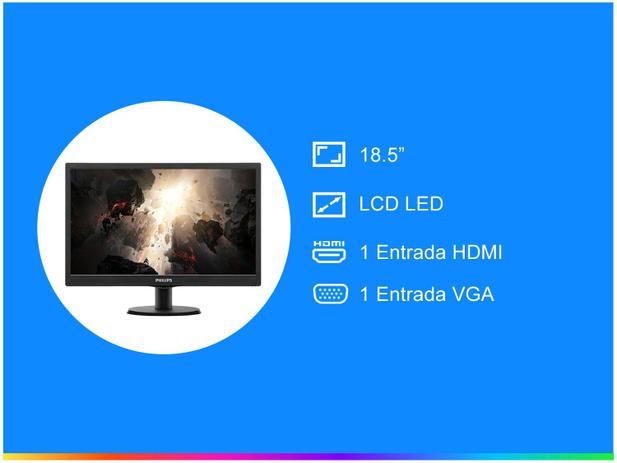 18.5”
LCD LED
HDMI
1 Entrada HDMI
1 Entrada VGA
PHILIPS